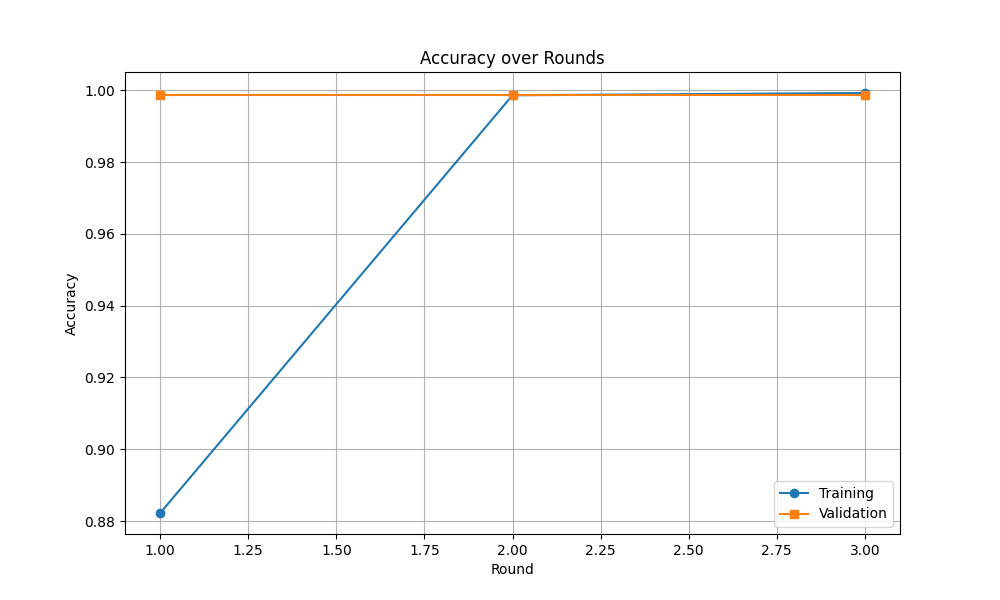 Accuracy over Rounds
Accuracy
1.00
0.98
0.96
0.94
0.92
0.90
0.88
Training
Validation
1.00 1.25 1.50 1.75 2.00 2.25 2.50 2.75 3.00
Round